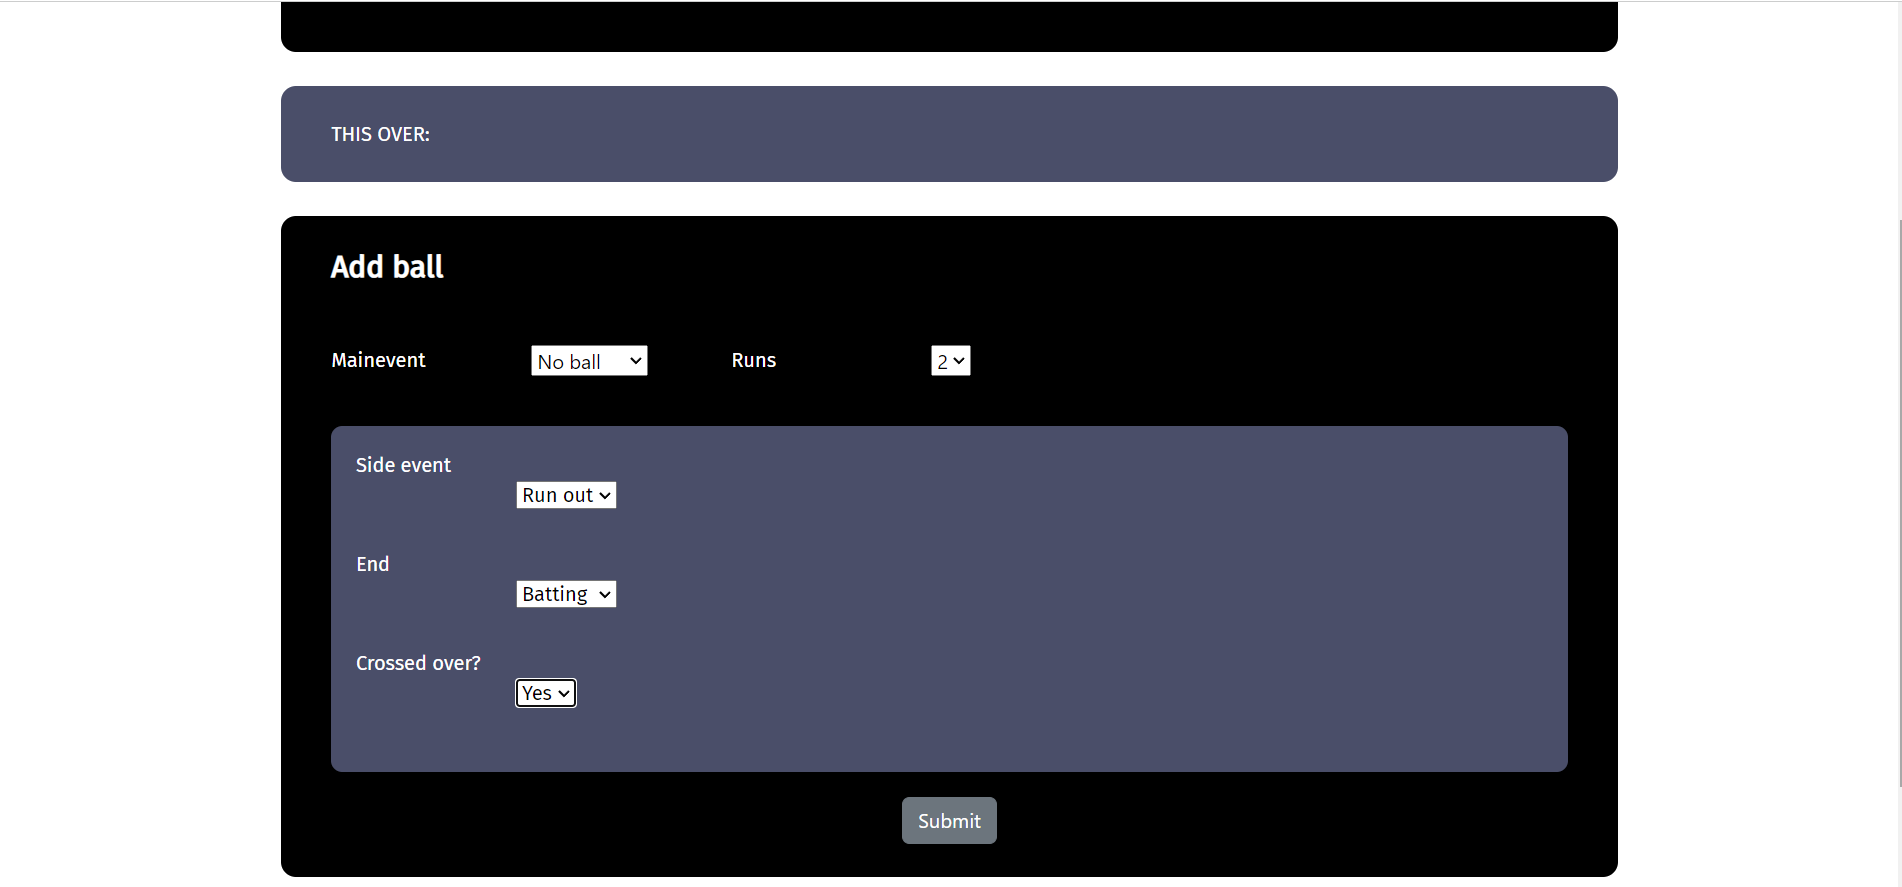 THIS OVER:
Add ball
Mainevent No ball Runs 2
Side event
Run out
End
Batting
Crossed over?
Yes
Submit